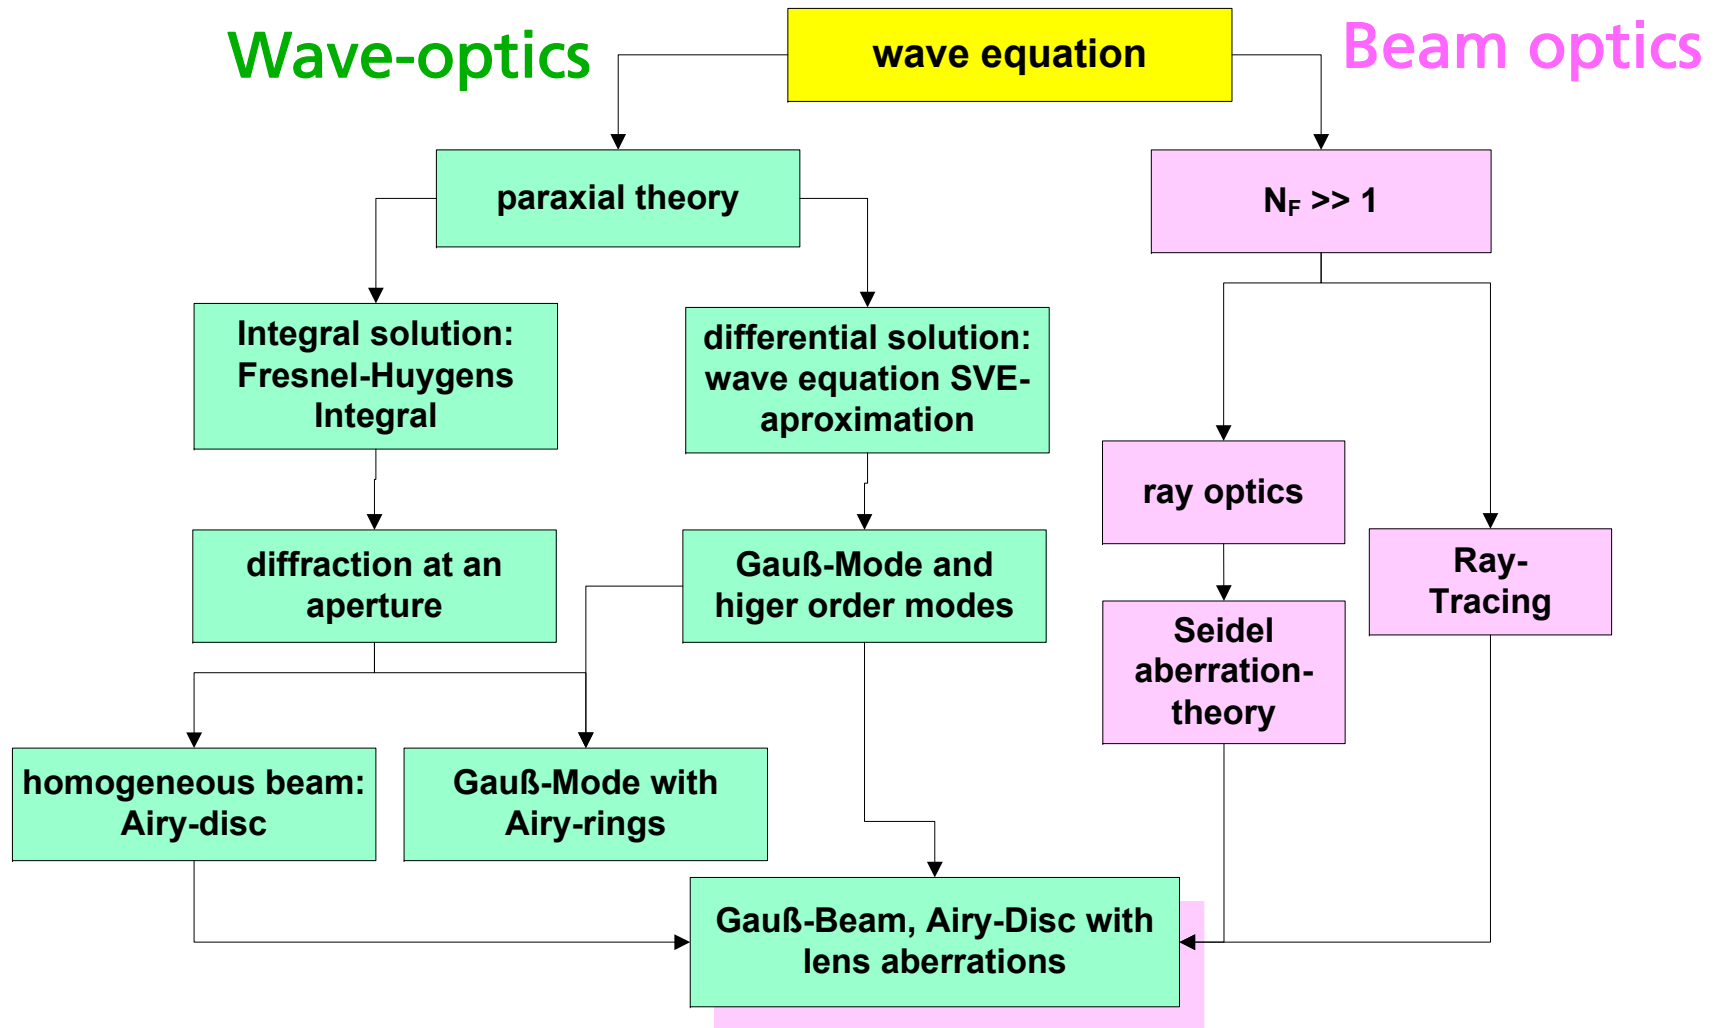 Wave-optics
wave equation
Beam optics
paraxial theory
N_F >> 1
Integral solution:
Fresnel-Huygens
Integral
differential solution:
wave equation SVE-
aproximation
ray optics
diffraction at an
aperture
Gauß-Mode and
higer order modes
Ray-
Tracing
Seidel
aberration-
theory
homogeneous beam:
Airy-disc
Gauß-Mode with
Airy-rings
Gauß-Beam, Airy-Disc with
lens aberrations